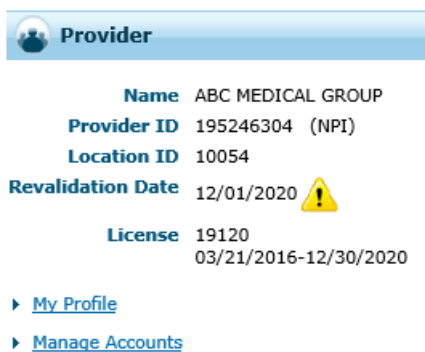 Provider
Name ABC MEDICAL GROUP
Provider ID 195246304 (NPI)
Location ID 10054
Revalidation Date 12/01/2020
License 19120
03/21/2016-12/30/2020
My Profile
Manage Accounts